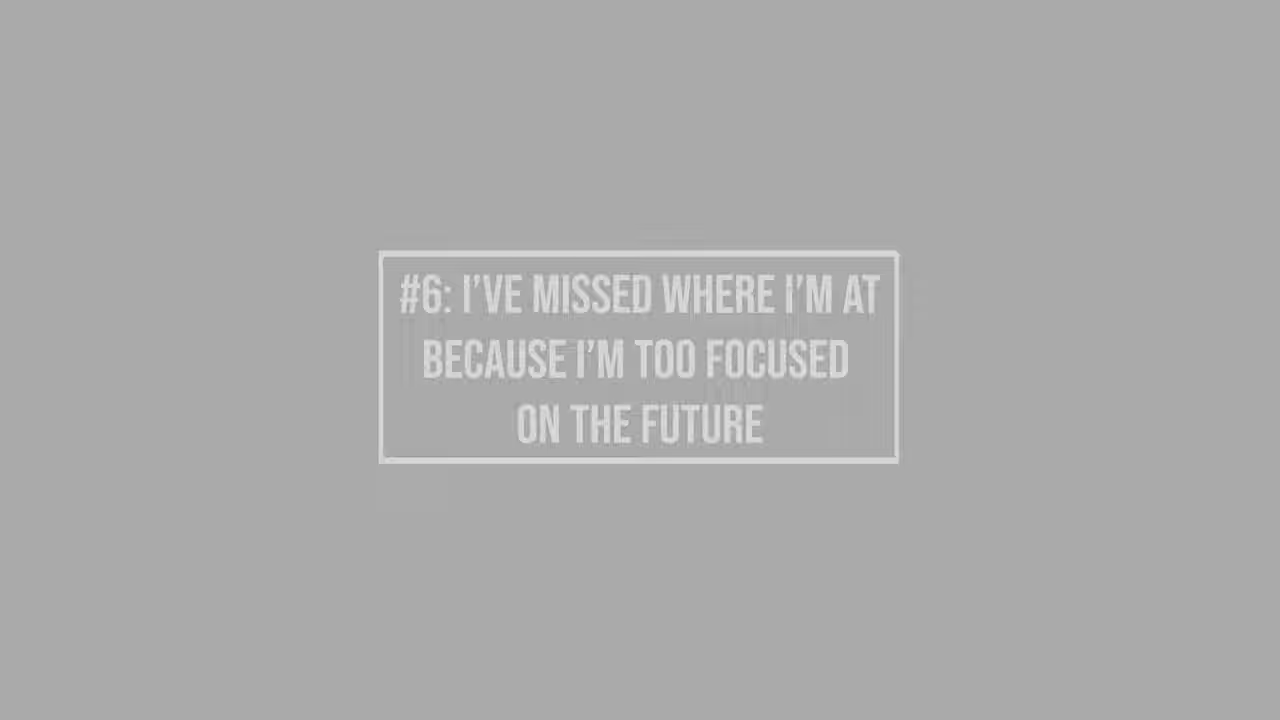 #6: I'VE MISSED WHERE I'M AT
BECAUSE I'M TOO FOCUSED
ON THE FUTURE